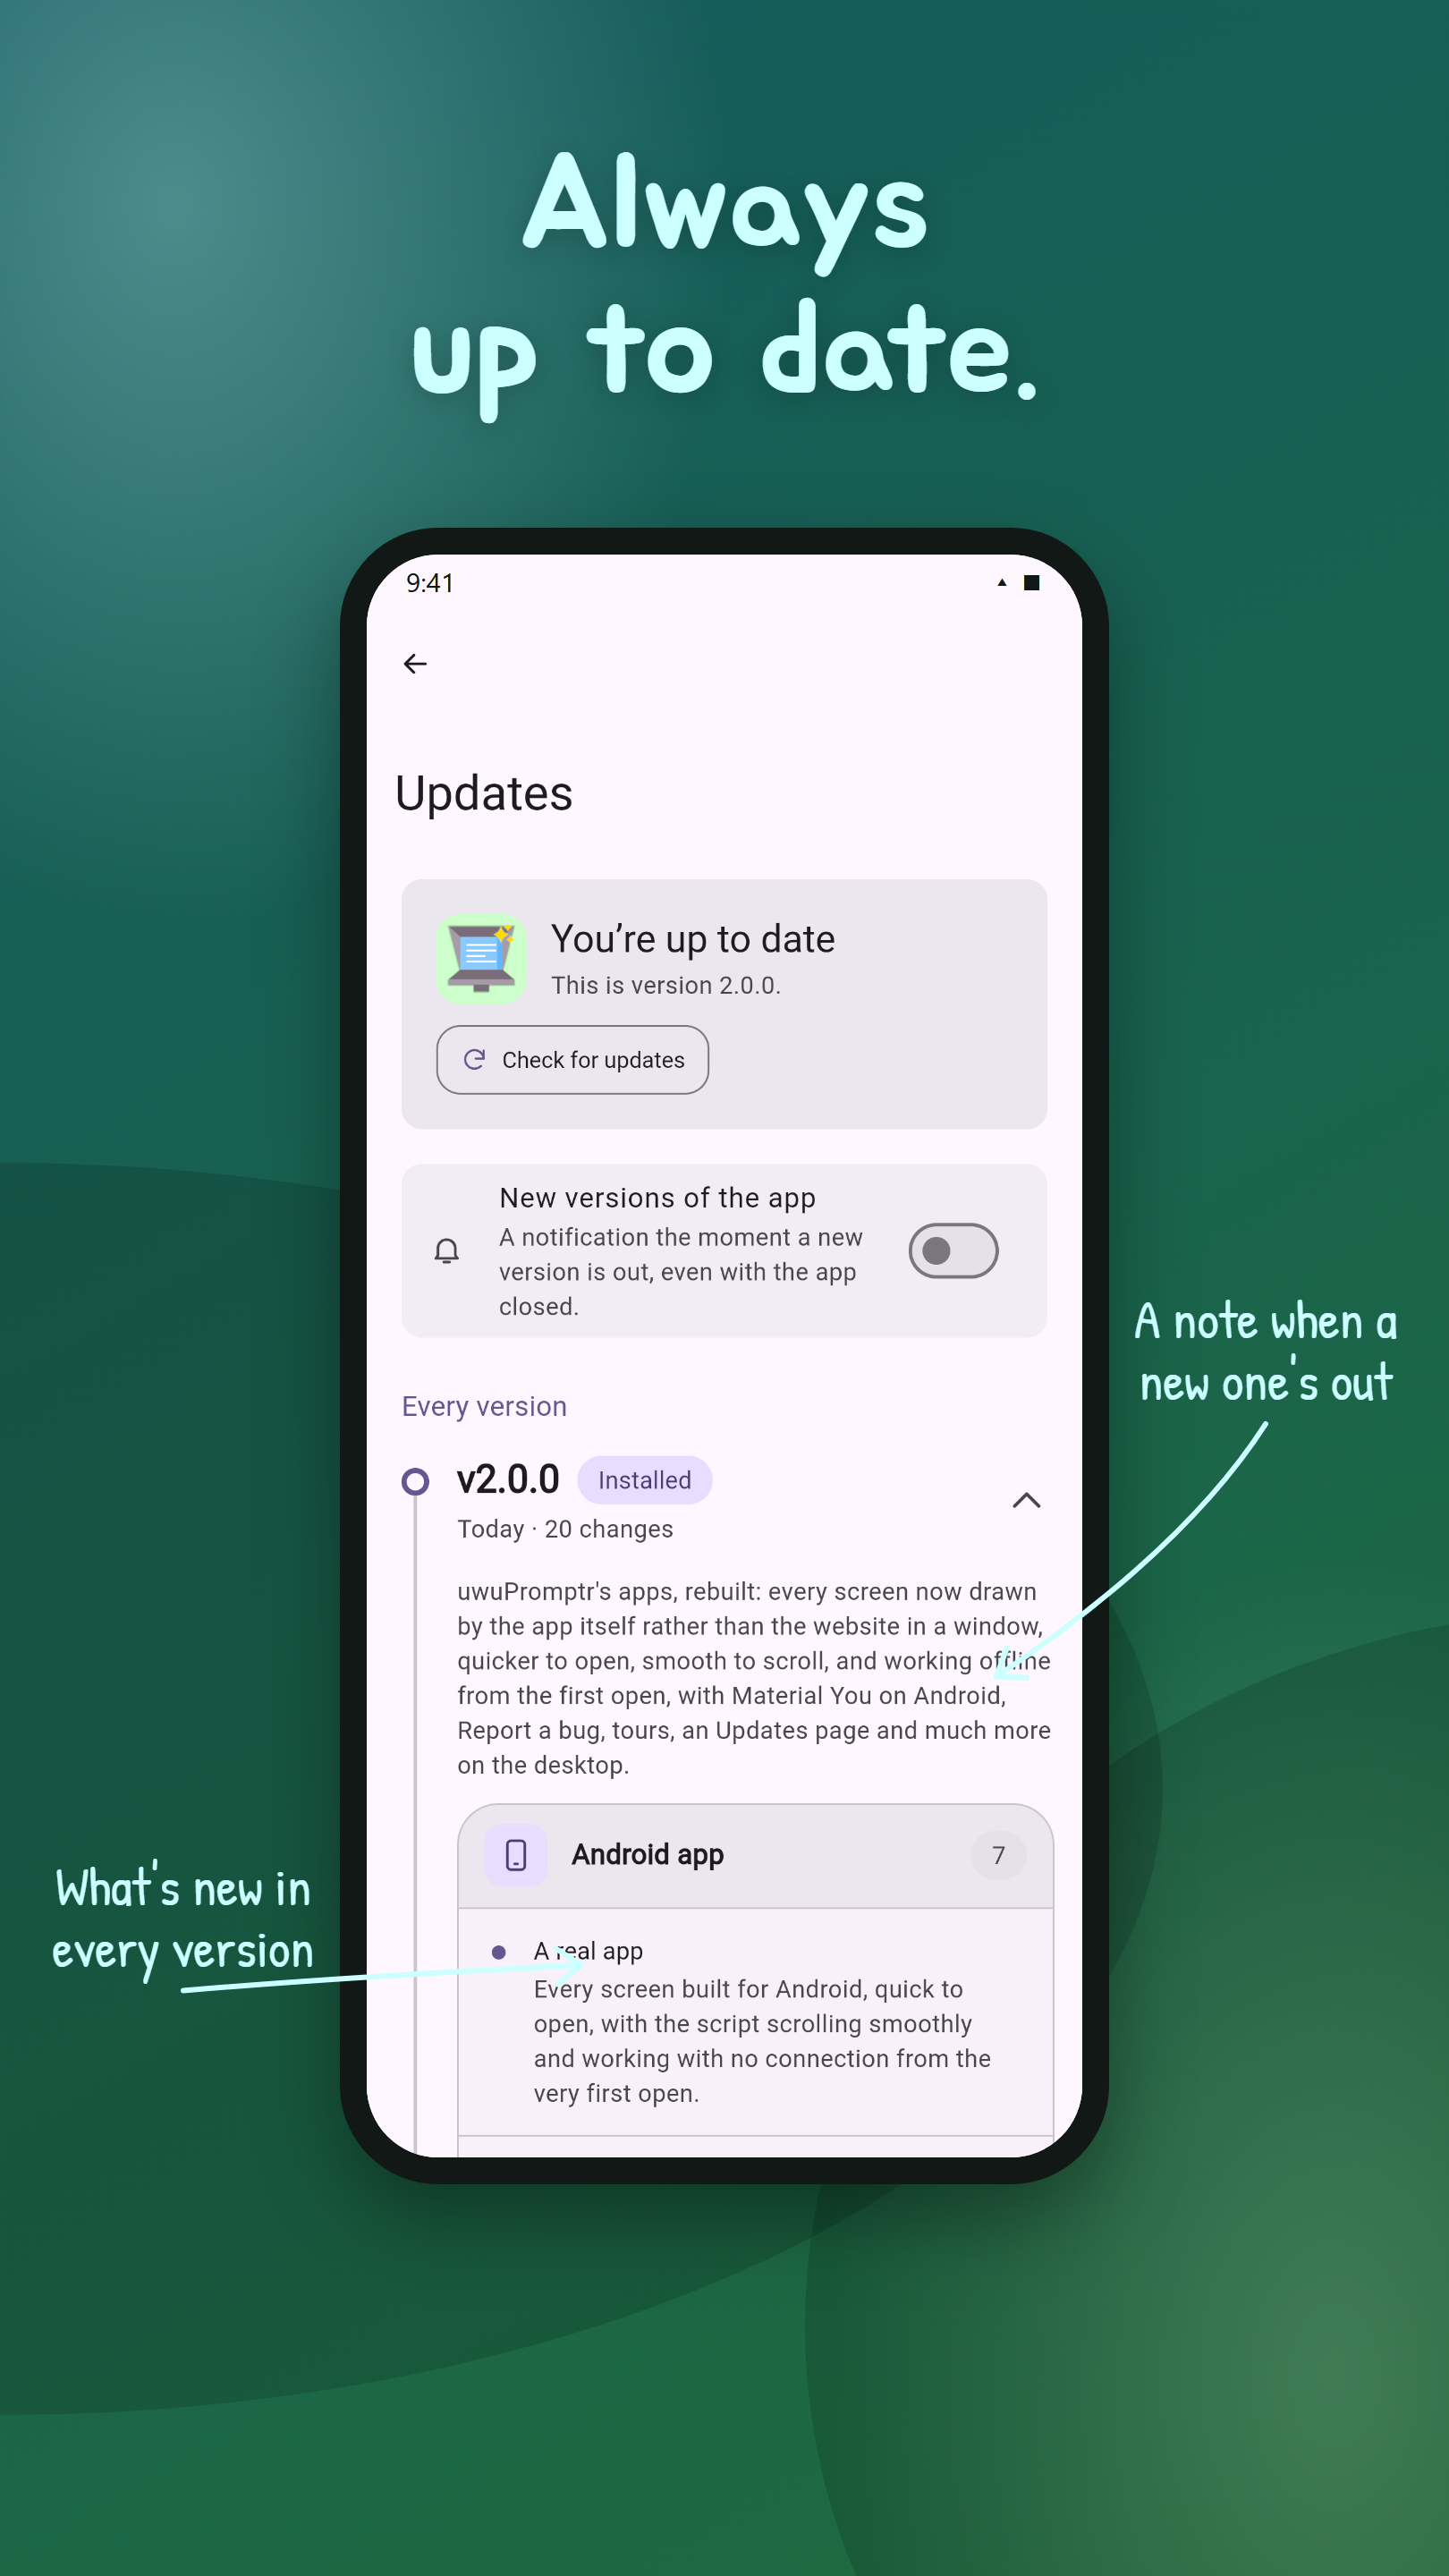 Always
up to date.
9:41
Updates
You’re up to date
This is version 2.0.0.
Check for updates
New versions of the app
A notification the moment a new
version is out, even with the app
closed.
A note when a
new one's out
Every version
v2.0.0 Installed
Today · 20 changes
uwuPromptr's apps, rebuilt: every screen now drawn
by the app itself rather than the website in a window,
quicker to open, smooth to scroll, and working offline
from the first open, with Material You on Android,
Report a bug, tours, an Updates page and much more
on the desktop.
Android app 7
What's new in
every version
A real app
Every screen built for Android, quick to
open, with the script scrolling smoothly
and working with no connection from the
very first open.